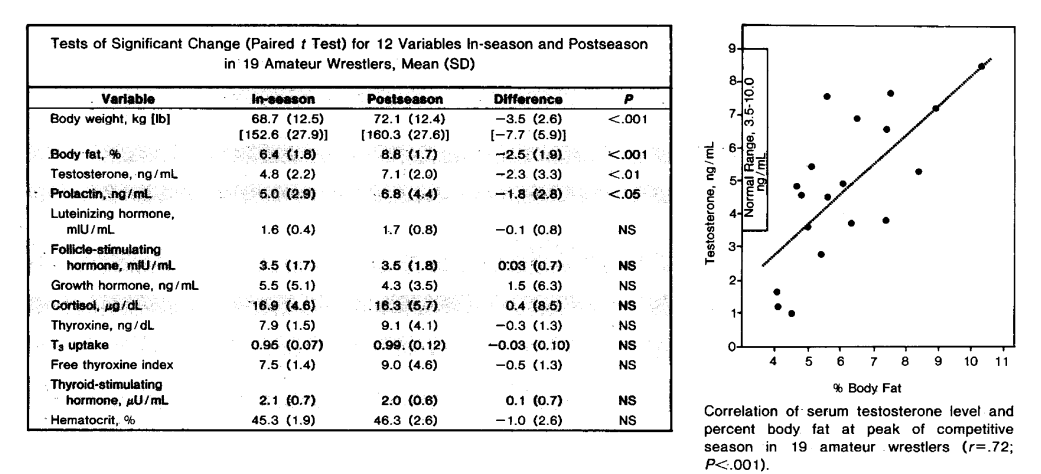 Tests of Significant Change (Paired t Test) for 12 Variables In-season and Postseason
in 19 Amateur Wrestlers, Mean (SD)
Variable In-season Postseason Difference P
Body weight, kg [lb] 68.7 (12.5) 72.1 (12.4) −3.5 (2.6) <.001
[152.6 (27.9)] [160.3 (27.6)] [−7.7 (5.9)]
Body fat, % 6.4 (1.8) 8.8 (1.7) −2.5 (1.9) <.001
Testosterone, ng/mL 4.8 (2.2) 7.1 (2.0) −2.3 (3.3) <.01
Prolactin, ng/mL 5.0 (2.9) 6.8 (4.4) −1.8 (2.8) <.05
Luteinizing hormone,
mIU/mL 1.6 (0.4) 1.7 (0.8) −0.1 (0.8) NS
Follicle-stimulating
hormone, mIU/mL 3.5 (1.7) 3.5 (1.8) 0.03 (0.7) NS
Growth hormone, ng/mL 5.5 (5.1) 4.3 (3.5) 1.5 (6.3) NS
Cortisol, µg/dL 16.9 (4.6) 16.3 (5.7) 0.4 (8.5) NS
Thyroxine, ng/dL 7.9 (1.5) 9.1 (4.1) −0.3 (1.3) NS
T₃ uptake 0.95 (0.07) 0.99 (0.12) −0.03 (0.10) NS
Free thyroxine index 7.5 (1.4) 9.0 (4.6) −0.5 (1.3) NS
Thyroid-stimulating
hormone, µU/mL 2.1 (0.7) 2.0 (0.6) 0.1 (0.7) NS
Hematocrit, % 45.3 (1.9) 46.3 (2.6) −1.0 (2.6) NS
Testosterone, ng/mL
Normal Range, 3.5-10.0
ng/mL
9
8
7
6
5
4
3
2
1
0
4 5 6 7 8 9 10 11
% Body Fat
Correlation of serum testosterone level and
percent body fat at peak of competitive
season in 19 amateur wrestlers (r=.72;
P<.001).